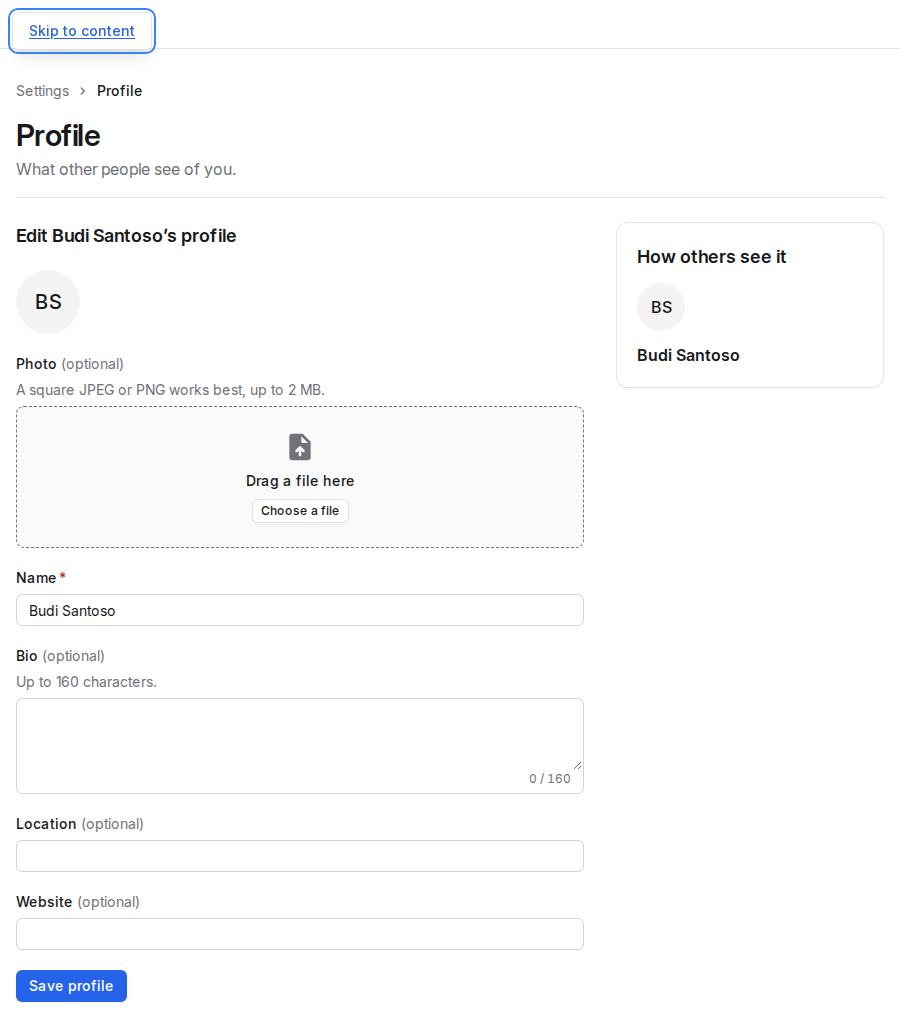 Skip to content
Settings > Profile
Profile
What other people see of you.
Edit Budi Santoso’s profile
BS
Photo (optional)
A square JPEG or PNG works best, up to 2 MB.
Drag a file here
Choose a file
Name *
Budi Santoso
Bio (optional)
Up to 160 characters.
0 / 160
Location (optional)
Website (optional)
Save profile
How others see it
BS
Budi Santoso